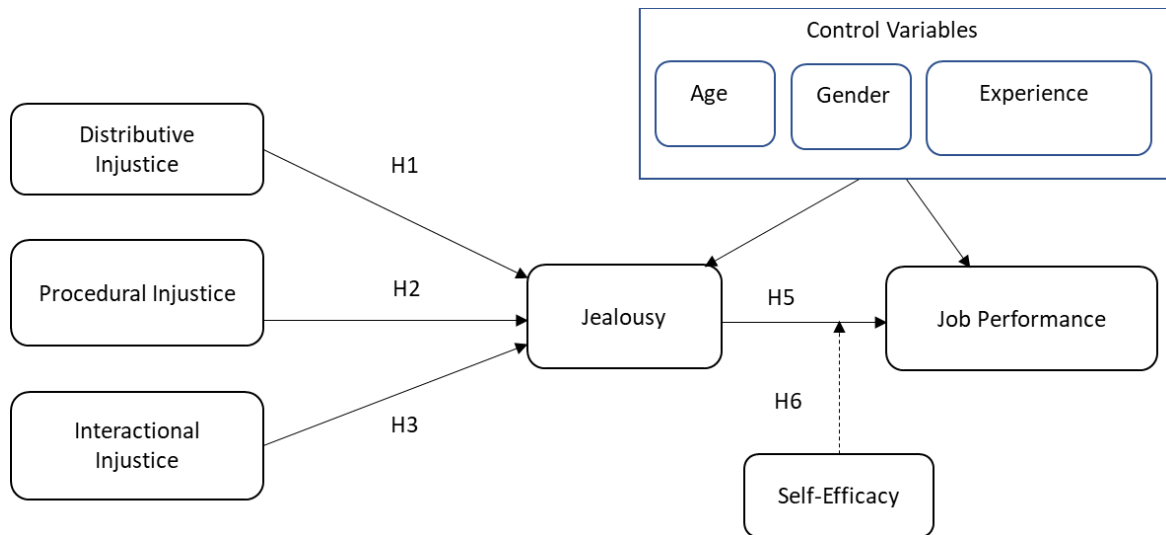 Control Variables
Age
Gender
Experience
Distributive
Injustice
H1
Procedural Injustice
H2
Jealousy
H5
Job Performance
Interactional
Injustice
H3
H6
Self-Efficacy